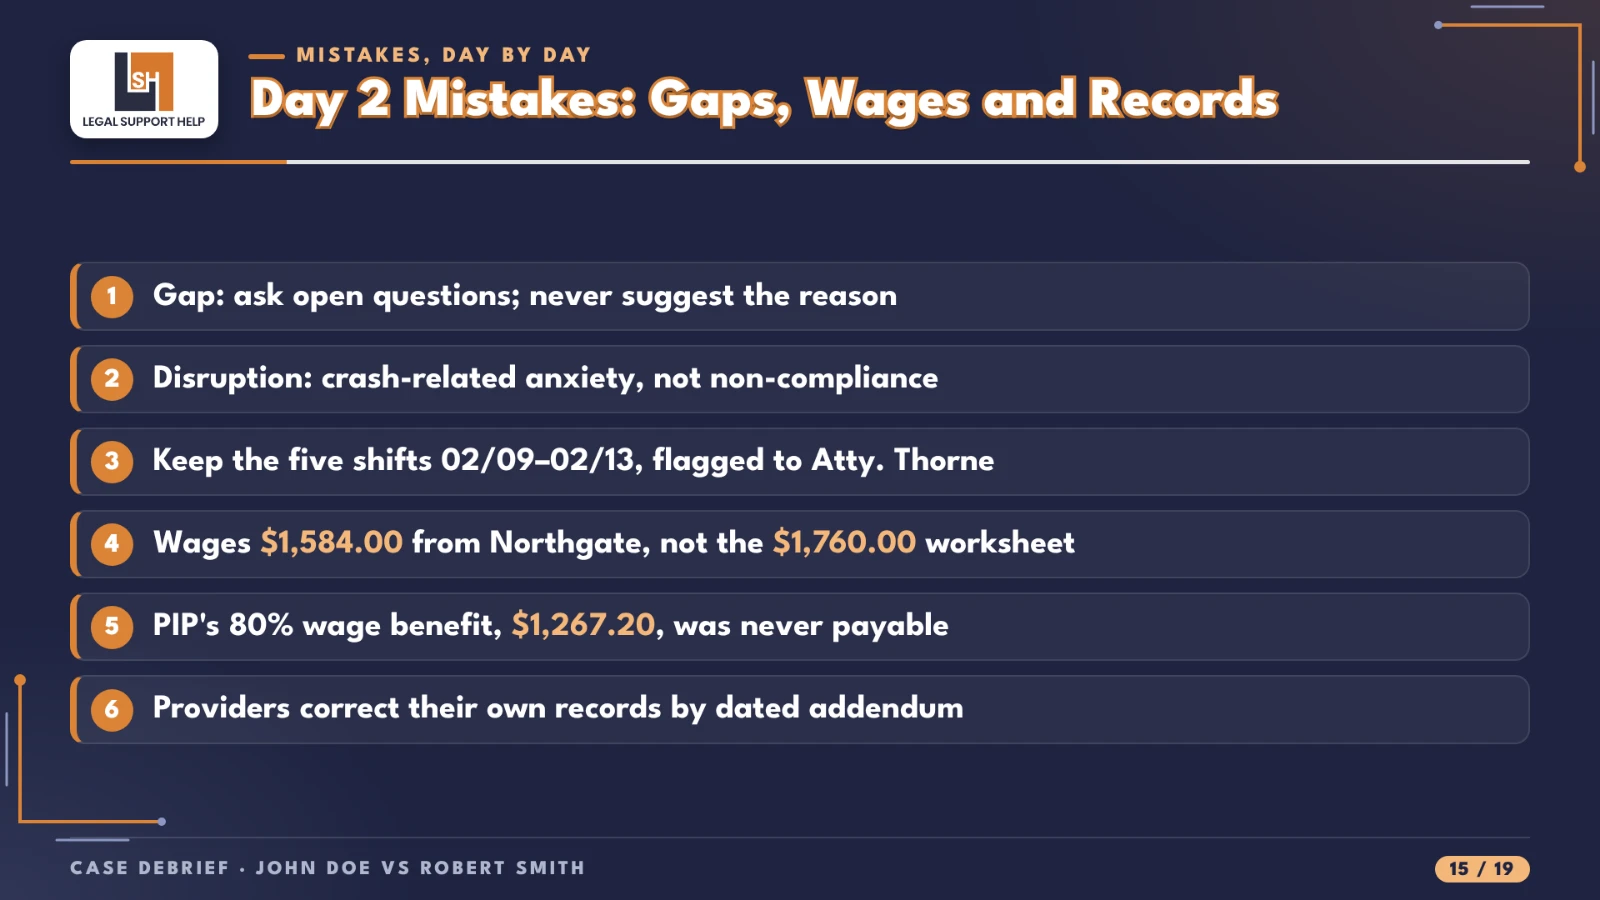 SH
LEGAL SUPPORT HELP
MISTAKES, DAY BY DAY
Day 2 Mistakes: Gaps, Wages and Records
1 Gap: ask open questions; never suggest the reason
2 Disruption: crash-related anxiety, not non-compliance
3 Keep the five shifts 02/09–02/13, flagged to Atty. Thorne
4 Wages $1,584.00 from Northgate, not the $1,760.00 worksheet
5 PIP's 80% wage benefit, $1,267.20, was never payable
6 Providers correct their own records by dated addendum
CASE DEBRIEF · JOHN DOE VS ROBERT SMITH
15 / 19